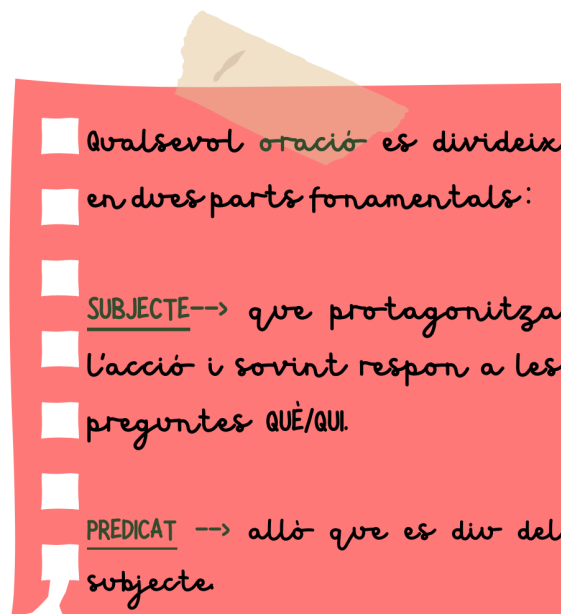 Qualsevol oració es divideix
en dues parts fonamentals:
SUBJECTE--> que protagonitza
l'acció i sovint respon a les
preguntes QUÈ/QUI.
PREDICAT --> allò que es diu del
subjecte.